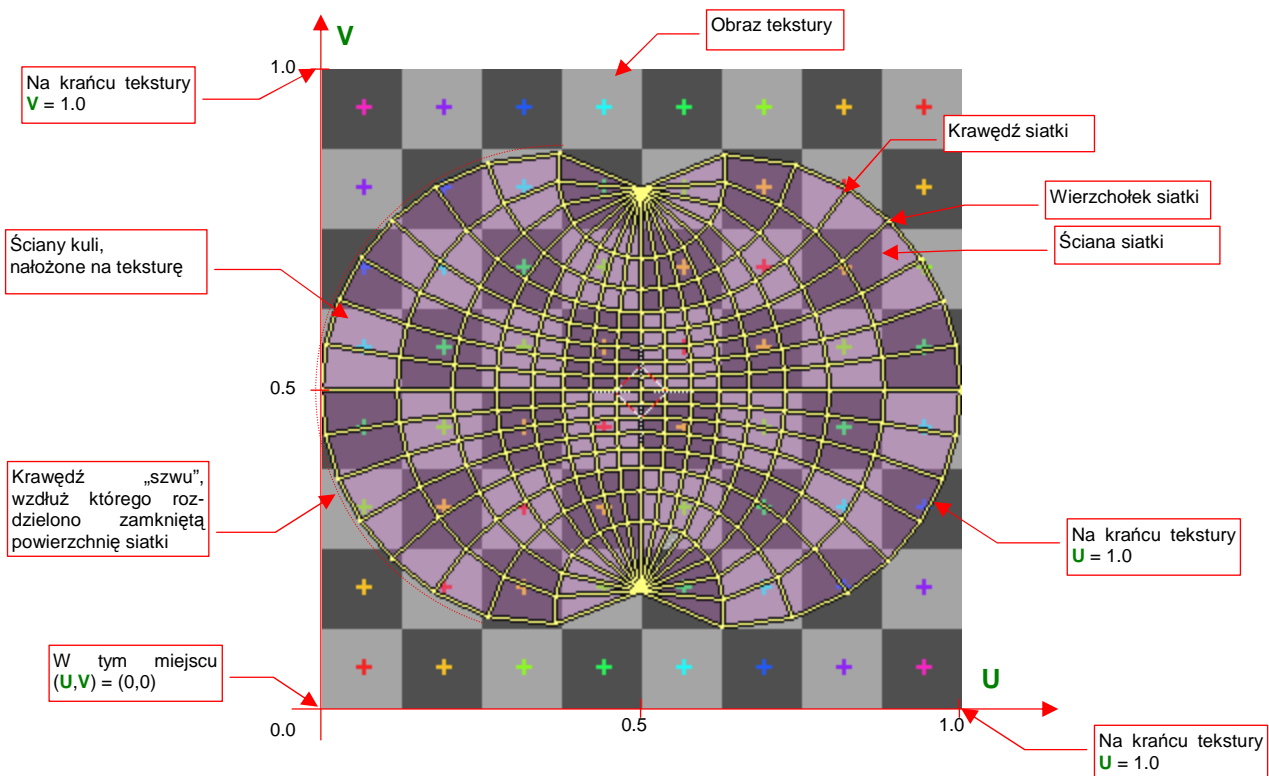 Obraz tekstury
V
1.0
Na krańcu tekstury
V = 1.0
Krawędź siatki
Wierzchołek siatki
Ściana siatki
Ściany kuli,
nałożone na teksturę
0.5
Krawędź „szwu”,
wzdłuż którego roz-
dzielono zamkniętą
powierzchnię siatki
Na krańcu tekstury
U = 1.0
W tym miejscu
(U,V) = (0,0)
U
0.0
0.5
1.0
Na krańcu tekstury
U = 1.0